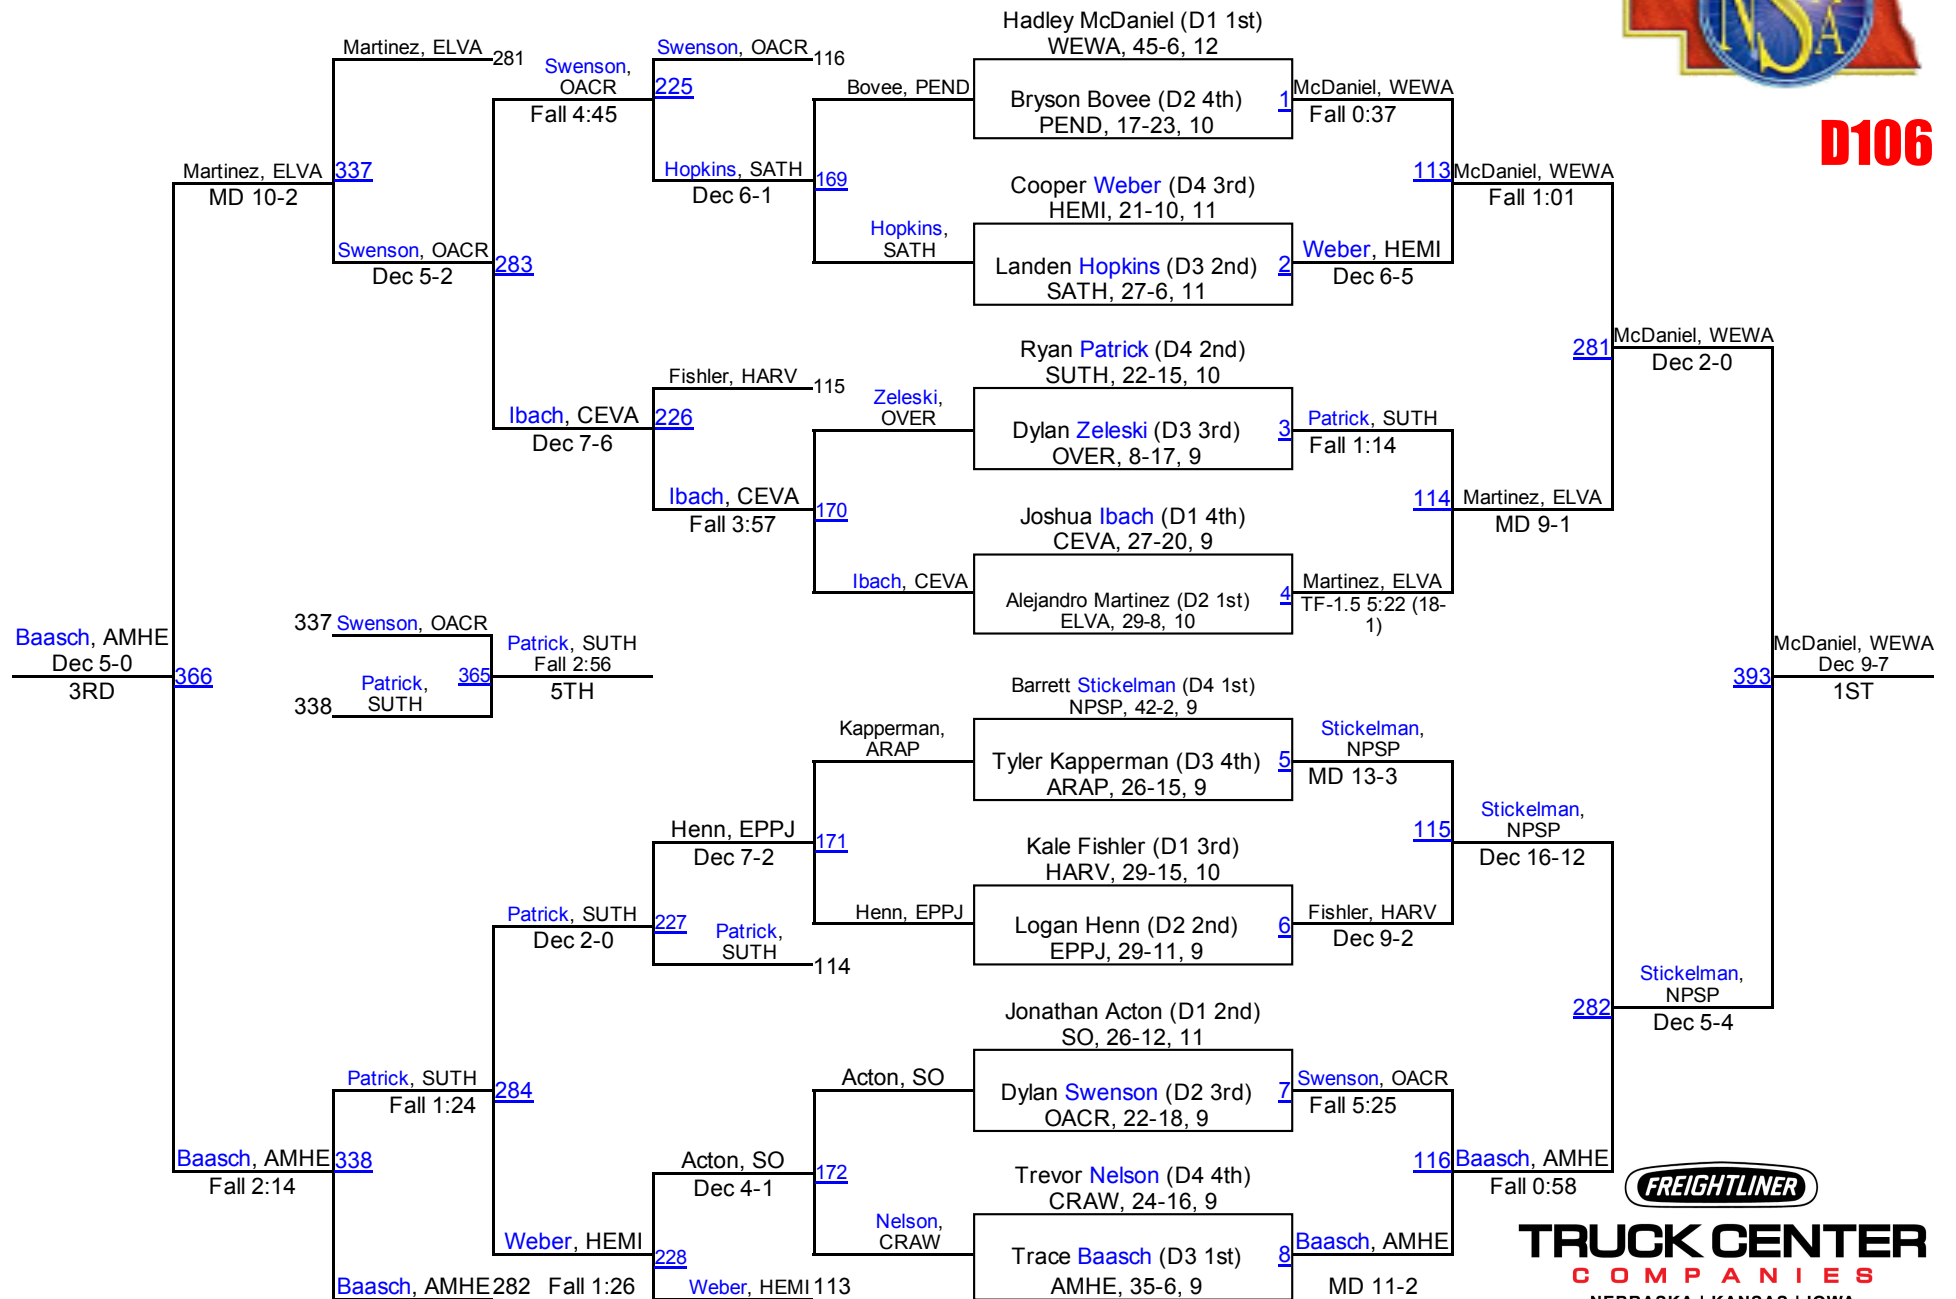 Hadley McDaniel (D1 1st)
WEWA, 45-6, 12
NSA
D106
Martinez, ELVA
281
Swenson,
OACR
Fall 4:45
Swenson, OACR
116
225
Bovee, PEND
Bryson Bovee (D2 4th)
PEND, 17-23, 10
1
McDaniel, WEWA
Fall 0:37
Martinez, ELVA
MD 10-2
337
Hopkins, SATH
Dec 6-1
169
Cooper Weber (D4 3rd)
HEMI, 21-10, 11
113
McDaniel, WEWA
Fall 1:01
Swenson, OACR
Dec 5-2
283
Hopkins,
SATH
Landen Hopkins (D3 2nd)
SATH, 27-6, 11
2
Weber, HEMI
Dec 6-5
Ryan Patrick (D4 2nd)
SUTH, 22-15, 10
281
McDaniel, WEWA
Dec 2-0
Fishler, HARV
115
Ibach, CEVA
Dec 7-6
226
Zeleski,
OVER
Dylan Zeleski (D3 3rd)
OVER, 8-17, 9
3
Patrick, SUTH
Fall 1:14
Ibach, CEVA
Fall 3:57
170
Joshua Ibach (D1 4th)
CEVA, 27-20, 9
114
Martinez, ELVA
MD 9-1
Ibach, CEVA
Alejandro Martinez (D2 1st)
ELVA, 29-8, 10
4
Martinez, ELVA
TF-1.5 5:22 (18-
1)
Baasch, AMHE
Dec 5-0
3RD
366
337
Swenson, OACR
338
Patrick,
SUTH
365
Patrick, SUTH
Fall 2:56
5TH
393
McDaniel, WEWA
Dec 9-7
1ST
Barrett Stickelman (D4 1st)
NPSP, 42-2, 9
Kapperman,
ARAP
Tyler Kapperman (D3 4th)
ARAP, 26-15, 9
5
Stickelman,
NPSP
MD 13-3
Henn, EPPJ
Dec 7-2
171
Kale Fishler (D1 3rd)
HARV, 29-15, 10
115
Stickelman,
NPSP
Dec 16-12
Patrick, SUTH
Dec 2-0
227
Patrick,
SUTH
114
Henn, EPPJ
Logan Henn (D2 2nd)
EPPJ, 29-11, 9
6
Fishler, HARV
Dec 9-2
Jonathan Acton (D1 2nd)
SO, 26-12, 11
282
Stickelman,
NPSP
Dec 5-4
Patrick, SUTH
Fall 1:24
284
Acton, SO
Dylan Swenson (D2 3rd)
OACR, 22-18, 9
7
Swenson, OACR
Fall 5:25
Baasch, AMHE
Fall 2:14
338
Acton, SO
Dec 4-1
172
Trevor Nelson (D4 4th)
CRAW, 24-16, 9
116
Baasch, AMHE
Fall 0:58
Weber, HEMI
Fall 1:26
228
Nelson,
CRAW
Trace Baasch (D3 1st)
AMHE, 35-6, 9
8
Baasch, AMHE
MD 11-2
Baasch, AMHE
282
Weber, HEMI
113
FREIGHTLINER
TRUCK CENTER
COMPANIES
NEBRASKA | KANSAS | IOWA